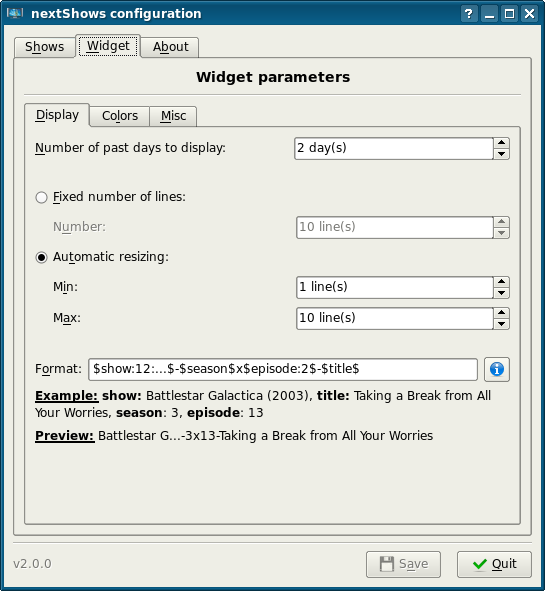 nextShows configuration
Shows Widget About
Widget parameters
Display Colors Misc
Number of past days to display: 2 day(s)
Fixed number of lines:
Number: 10 line(s)
Automatic resizing:
Min: 1 line(s)
Max: 10 line(s)
Format: $show:12:...$-$season$x$episode:2$-$title$
Example: show: Battlestar Galactica (2003), title: Taking a Break from All
Your Worries, season: 3, episode: 13
Preview: Battlestar G...-3x13-Taking a Break from All Your Worries
v2.0.0 Save Quit